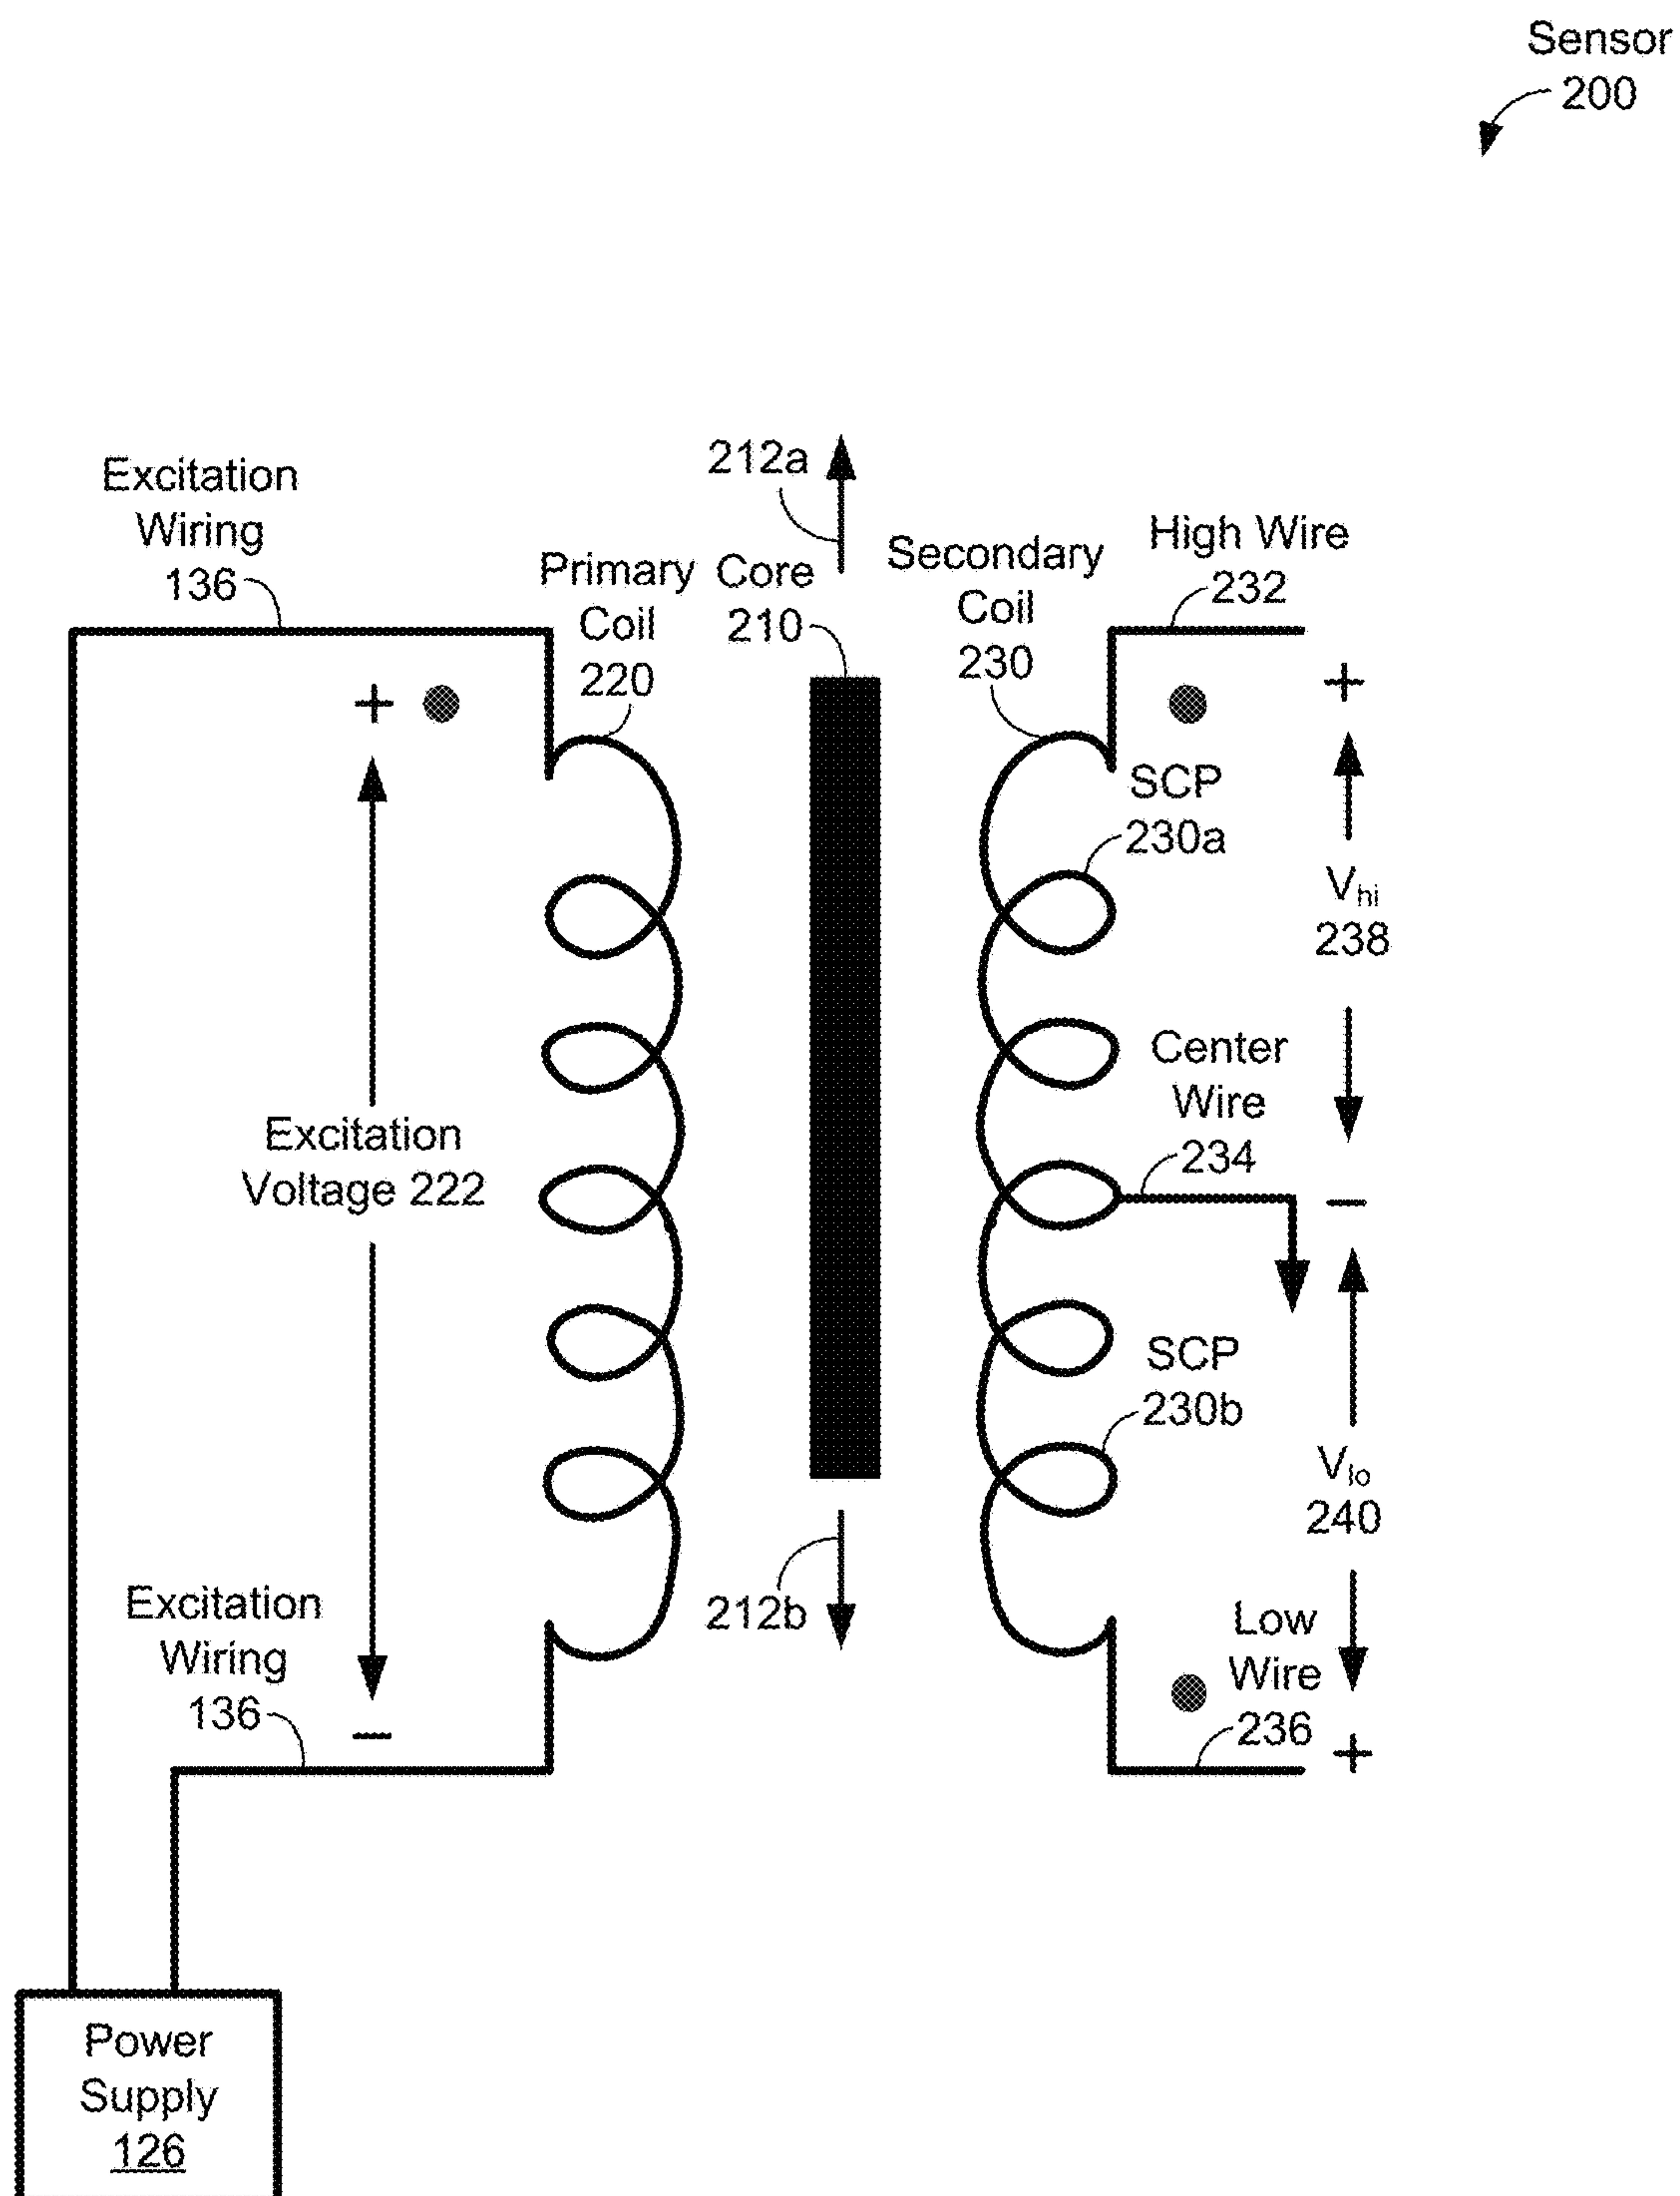 Sensor
200
212a
Excitation
Wiring
136
Primary
Coil
220
Core
210
Secondary
Coil
230
High Wire
232
+
+
SCP
230a
Vhi
238
Center
Wire
234
Excitation
Voltage 222
–
SCP
230b
Vlo
240
212b
Excitation
Wiring
136
–
Low
Wire
236
+
Power
Supply
126